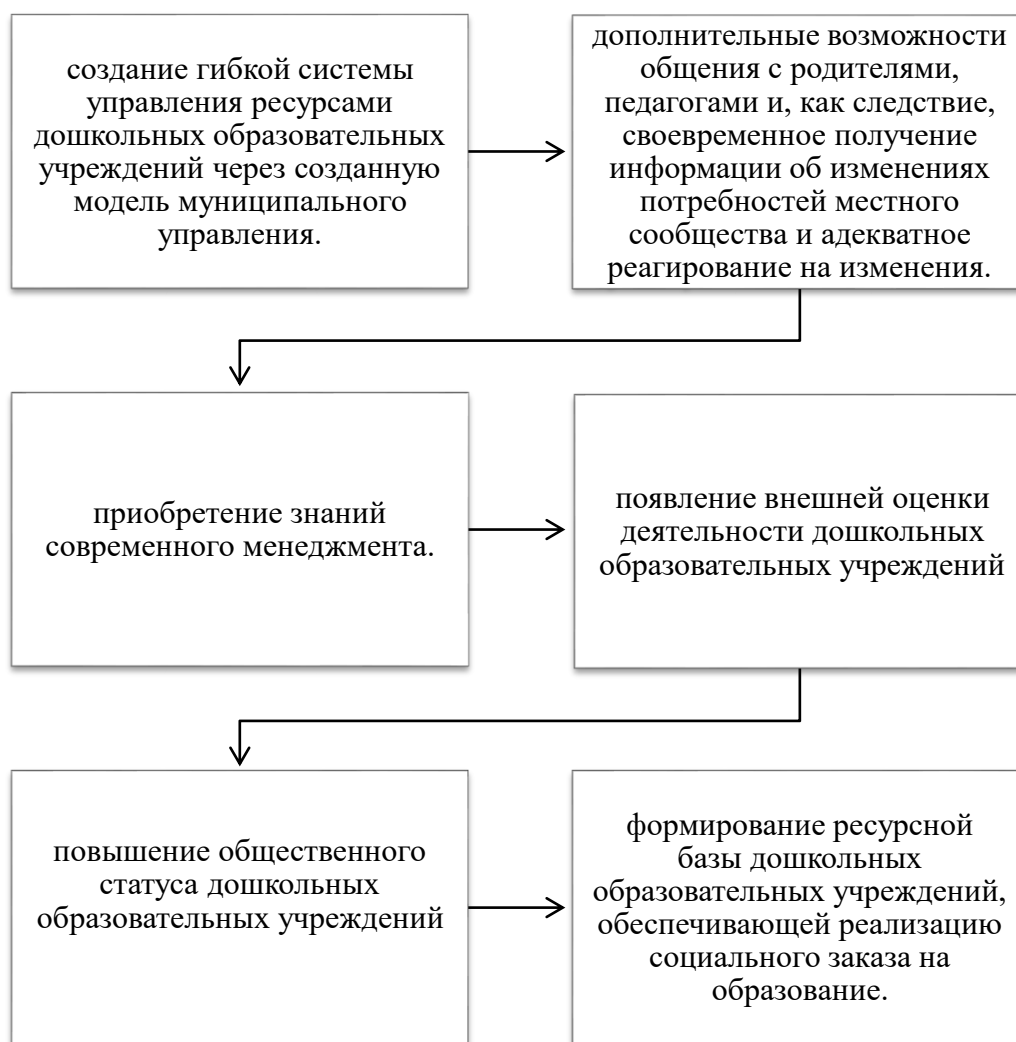 создание гибкой системы
управления ресурсами
дошкольных образовательных
учреждений через созданную
модель муниципального
управления.
дополнительные возможности
общения с родителями,
педагогами и, как следствие,
своевременное получение
информации об изменениях
потребностей местного
сообщества и адекватное
реагирование на изменения.
приобретение знаний
современного менеджмента.
появление внешней оценки
деятельности дошкольных
образовательных учреждений
повышение общественного
статуса дошкольных
образовательных учреждений
формирование ресурсной
базы дошкольных
образовательных учреждений,
обеспечивающей реализацию
социального заказа на
образование.